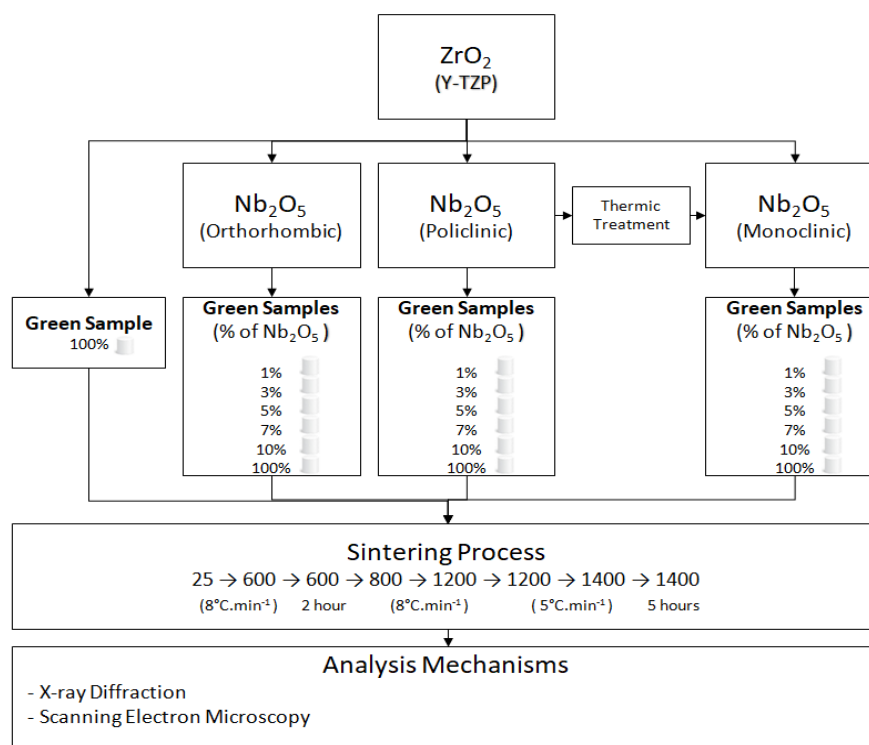 ZrO₂
(Y-TZP)
Nb₂O₅
(Orthorhombic)
Nb₂O₅
(Policlinic)
Thermic
Treatment
Nb₂O₅
(Monoclinic)
Green Sample
100%
Green Samples
(% of Nb₂O₅ )
1%
3%
5%
7%
10%
100%
Green Samples
(% of Nb₂O₅ )
1%
3%
5%
7%
10%
100%
Green Samples
(% of Nb₂O₅ )
1%
3%
5%
7%
10%
100%
Sintering Process
25 → 600 → 600 → 800 → 1200 → 1200 → 1400 → 1400
(8°C.min⁻¹) 2 hour (8°C.min⁻¹) ( 5°C.min⁻¹) 5 hours
Analysis Mechanisms
- X-ray Diffraction
- Scanning Electron Microscopy